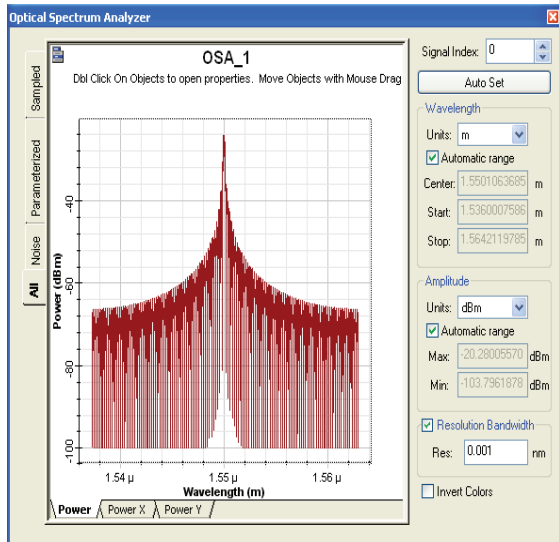 Optical Spectrum Analyzer
OSA_1
Dbl Click On Objects to open properties. Move Objects with Mouse Drag
Sampled
Parameterized
Noise
All
Power (dBm)
-40
-60
-80
-100
1.54 µ
1.55 µ
1.56 µ
Wavelength (m)
Power
Power X
Power Y
Signal Index: 0
Auto Set
Wavelength
Units: m
Automatic range
Center: 1.5501063685 m
Start: 1.5360007586 m
Stop: 1.5642119785 m
Amplitude
Units: dBm
Automatic range
Max: -20.28005570 dBm
Min: -103.7961878 dBm
Resolution Bandwidth
Res: 0.001 nm
Invert Colors